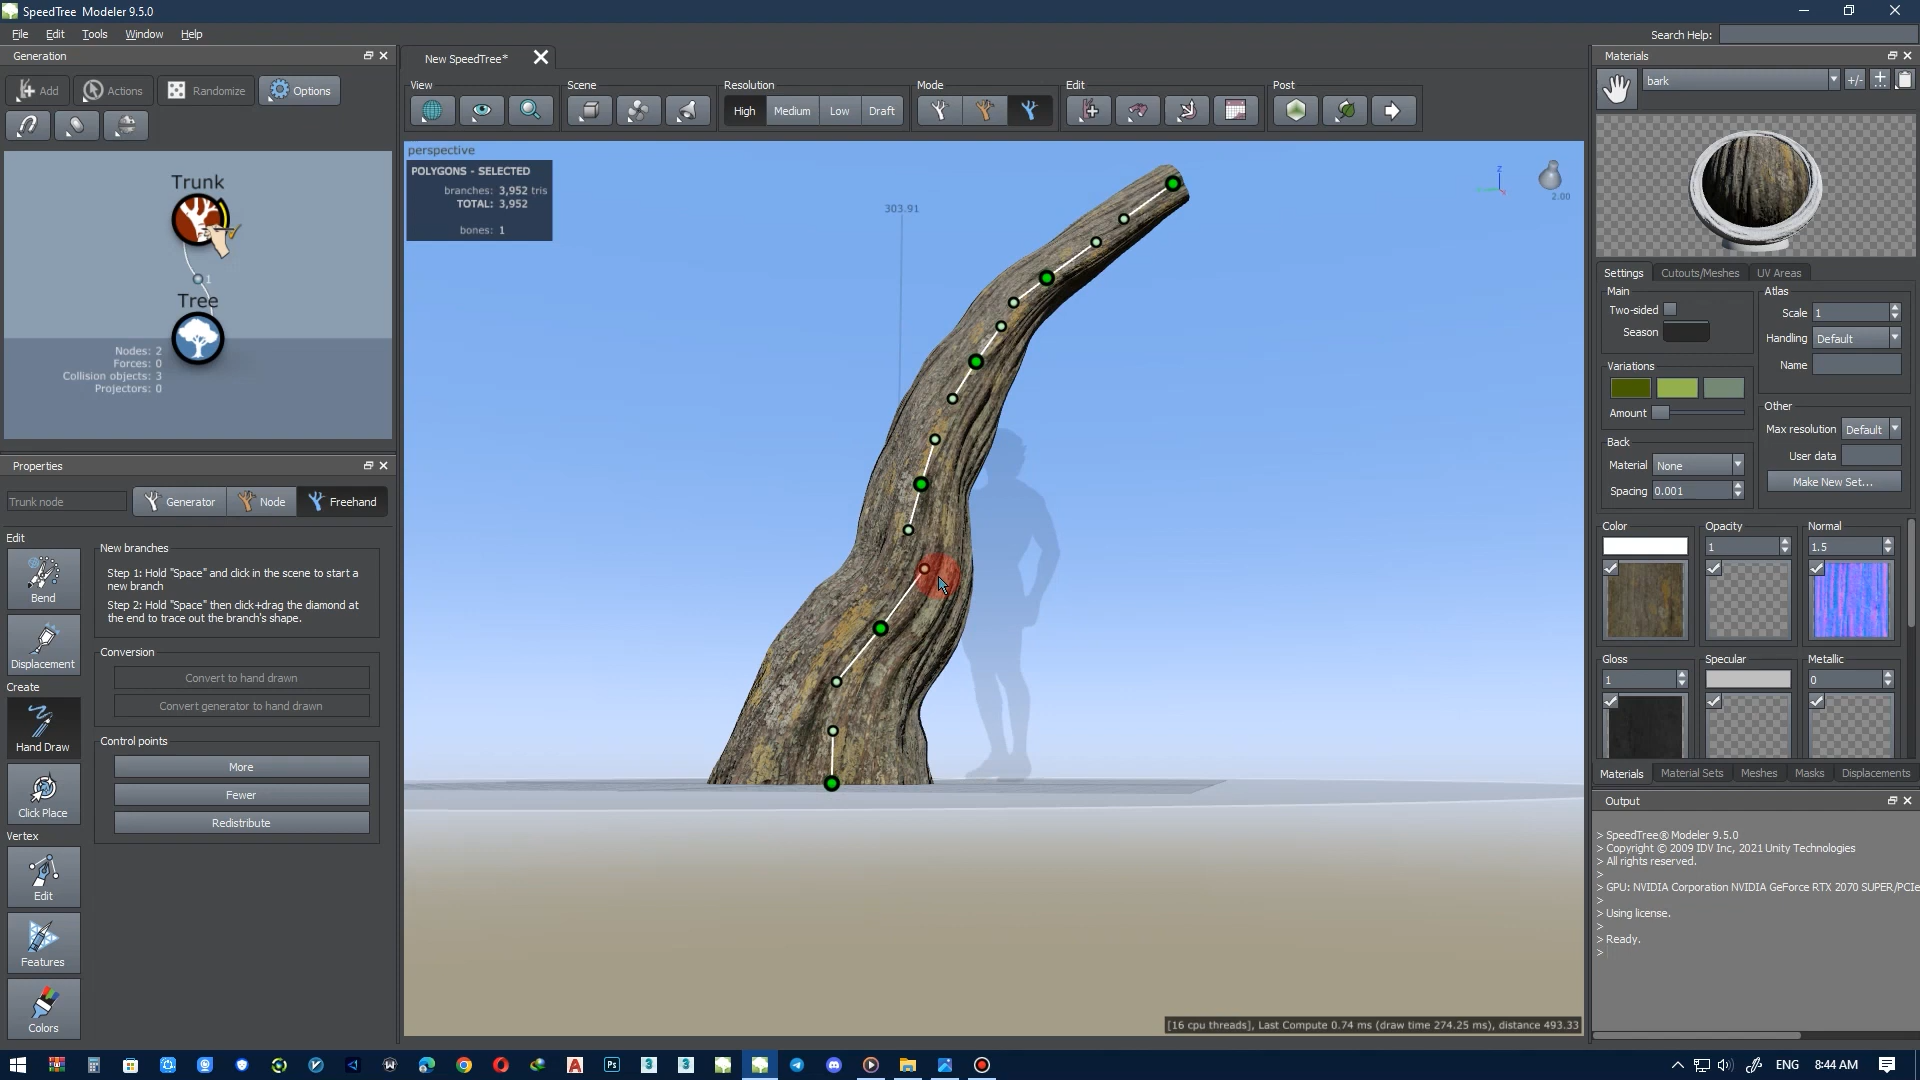 SpeedTree Modeler 9.5.0
File Edit Tools Window Help
Search Help:
Generation
New SpeedTree*
Materials
Add Actions Randomize Options
View Scene Resolution Mode Edit Post
High Medium Low Draft
bark
perspective
POLYGONS - SELECTED
branches: 3,952 tris
TOTAL: 3,952
bones: 1
303.91
z
2.00
Trunk
1
Tree
Nodes: 2
Forces: 0
Collision objects: 3
Projectors: 0
Settings Cutouts/Meshes UV Areas
Main
Two-sided
Season
Atlas
Scale 1
Handling Default
Name
Variations
Amount
Other
Max resolution Default
User data
Make New Set...
Back
Material None
Spacing 0.001
Properties
Trunk node
Generator Node Freehand
Edit
Bend
Displacement
Create
Hand Draw
Click Place
Vertex
Edit
Features
Colors
New branches
Step 1: Hold "Space" and click in the scene to start a
new branch
Step 2: Hold "Space" then click+drag the diamond at
the end to trace out the branch's shape.
Conversion
Convert to hand drawn
Convert generator to hand drawn
Control points
More
Fewer
Redistribute
Color Opacity Normal
1 1.5
Gloss Specular Metallic
1 0
Materials Material Sets Meshes Masks Displacements
Output
> SpeedTree® Modeler 9.5.0
> Copyright © 2009 IDV Inc, 2021 Unity Technologies
> All rights reserved.
>
> GPU: NVIDIA Corporation NVIDIA GeForce RTX 2070 SUPER/PCIe
>
> Using license.
>
> Ready.
>
[16 cpu threads], Last Compute 0.74 ms (draw time 274.25 ms), distance 493.33
ENG 8:44 AM